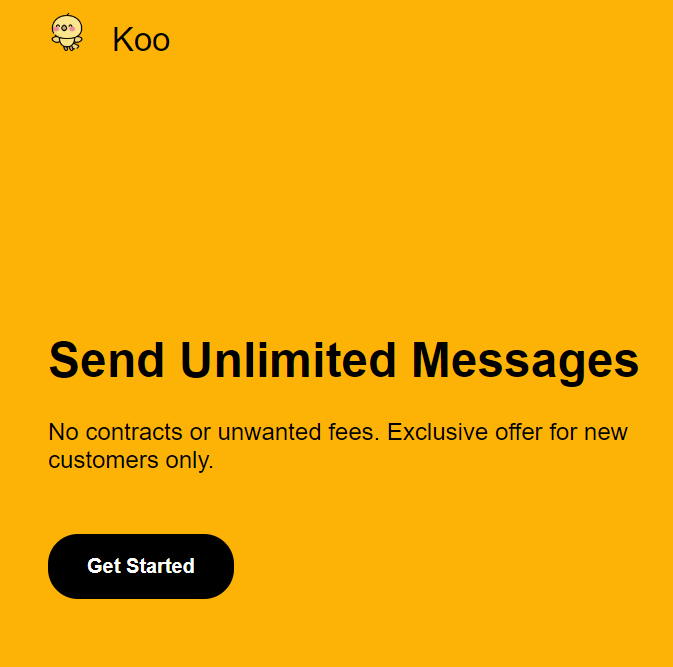 Koo
Send Unlimited Messages
No contracts or unwanted fees. Exclusive offer for new
customers only.
Get Started